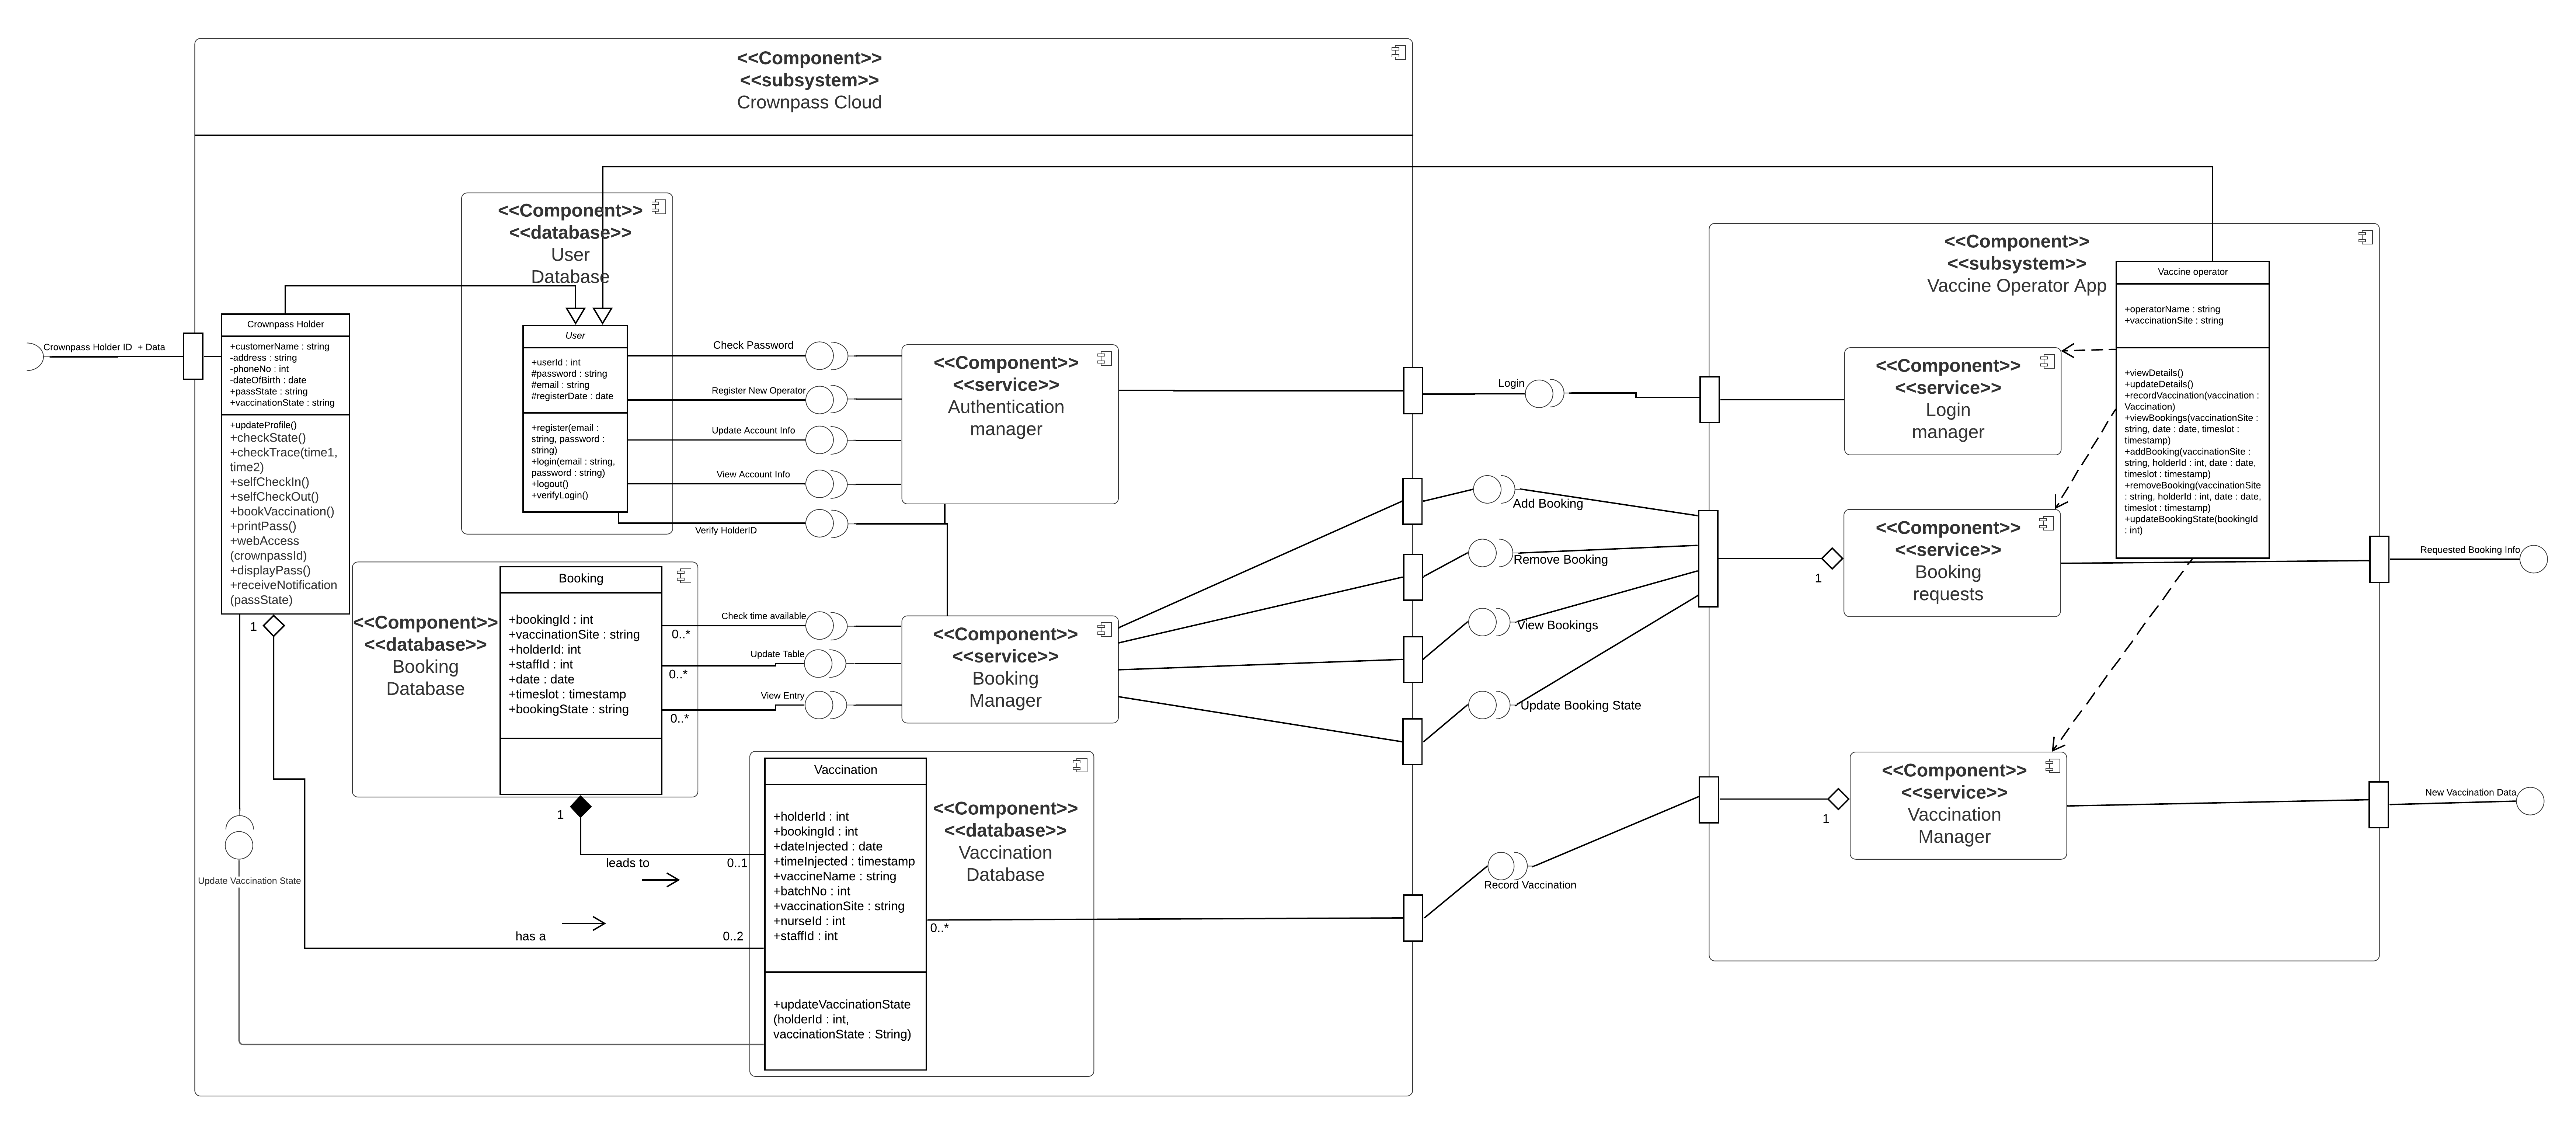 <<Component>>
<<subsystem>>
Crownpass Cloud
<<Component>>
<<database>>
User
Database
Crownpass Holder ID  + Data
Crownpass Holder
+customerName : string
-address : string
-phoneNo : int
-dateOfBirth : date
+passState : string
+vaccinationState : string
+updateProfile()
+checkState()
+checkTrace(time1,
time2)
+selfCheckIn()
+selfCheckOut()
+bookVaccination()
+printPass()
+webAccess
(crownpassId)
+displayPass()
+receiveNotification
(passState)
1
User
+userId : int
#password : string
#email : string
#registerDate : date
+register(email :
string, password :
string)
+login(email : string,
password : string)
+logout()
+verifyLogin()
Check Password
Register New Operator
Update Account Info
View Account Info
Verify HolderID
<<Component>>
<<service>>
Authentication
manager
<<Component>>
<<database>>
Booking
Database
Booking
+bookingId : int
+vaccinationSite : string
+holderId: int
+staffId : int
+date : date
+timeslot : timestamp
+bookingState : string
Check time available
0..*
Update Table
0..*
View Entry
0..*
<<Component>>
<<service>>
Booking
Manager
1
leads to
0..1
has a
0..2
Update Vaccination State
Vaccination
+holderId : int
+bookingId : int
+dateInjected : date
+timeInjected : timestamp
+vaccineName : string
+batchNo : int
+vaccinationSite : string
+nurseId : int
+staffId : int
+updateVaccinationState
(holderId : int,
vaccinationState : String)
<<Component>>
<<database>>
Vaccination
Database
0..*
Login
Add Booking
Remove Booking
View Bookings
Update Booking State
Record Vaccination
<<Component>>
<<subsystem>>
Vaccine Operator App
Vaccine operator
+operatorName : string
+vaccinationSite : string
+viewDetails()
+updateDetails()
+recordVaccination(vaccination :
Vaccination)
+viewBookings(vaccinationSite :
string, date : date, timeslot :
timestamp)
+addBooking(vaccinationSite :
string, holderId : int, date : date,
timeslot : timestamp)
+removeBooking(vaccinationSite
: string, holderId : int, date : date,
timeslot : timestamp)
+updateBookingState(bookingId
: int)
<<Component>>
<<service>>
Login
manager
<<Component>>
<<service>>
Booking
requests
1
<<Component>>
<<service>>
Vaccination
Manager
1
Requested Booking Info
New Vaccination Data